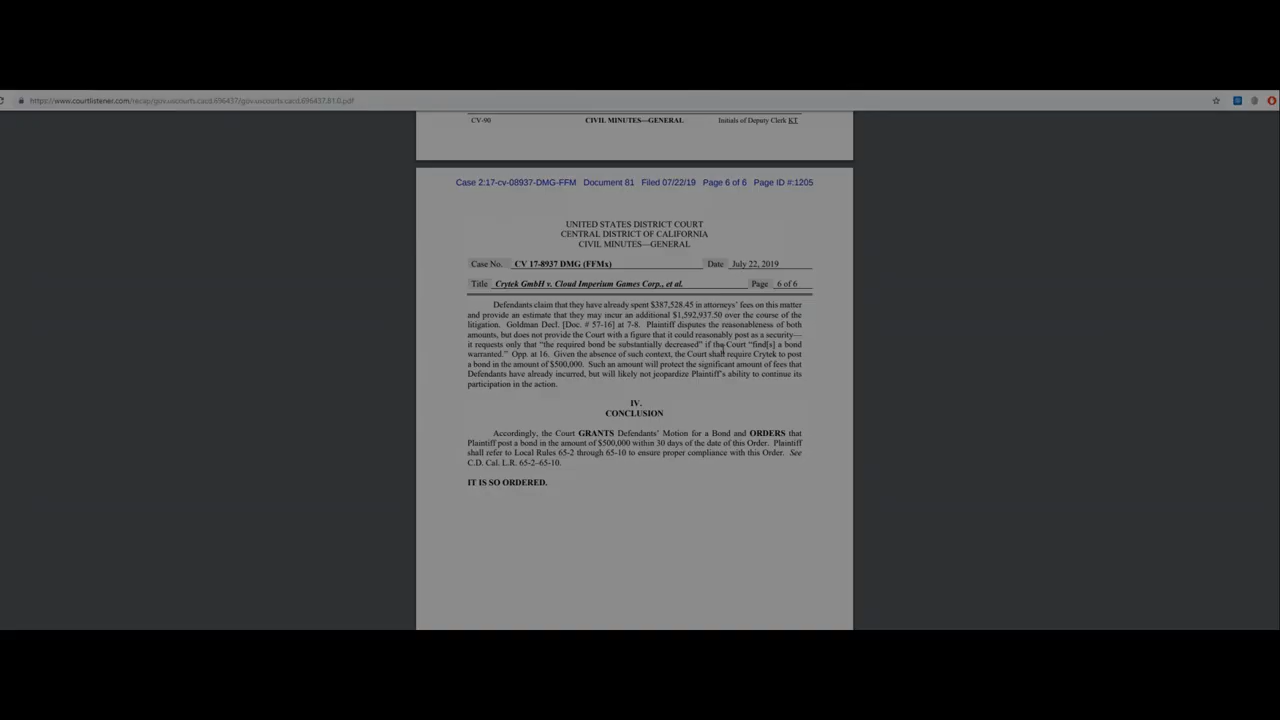 https://www.courtlistener.com/recap/gov.uscourts.cacd.696437/gov.uscourts.cacd.696437.81.0.pdf
CV-90 CIVIL MINUTES—GENERAL Initials of Deputy Clerk KT
Case 2:17-cv-08937-DMG-FFM Document 81 Filed 07/22/19 Page 6 of 6 Page ID #:1205
UNITED STATES DISTRICT COURT
CENTRAL DISTRICT OF CALIFORNIA
CIVIL MINUTES—GENERAL
Case No. CV 17-8937 DMG (FFMx) Date July 22, 2019
Title Crytek GmbH v. Cloud Imperium Games Corp., et al. Page 6 of 6
Defendants claim that they have already spent $387,528.45 in attorneys' fees on this matter
and provide an estimate that they may incur an additional $1,592,937.50 over the course of the
litigation. Goldman Decl. [Doc. # 57-16] at 7-8. Plaintiff disputes the reasonableness of both
amounts, but does not provide the Court with a figure that it could reasonably post as a security—
it requests only that "the required bond be substantially decreased" if the Court "find[s] a bond
warranted." Opp. at 16. Given the absence of such context, the Court shall require Crytek to post
a bond in the amount of $500,000. Such an amount will protect the significant amount of fees that
Defendants have already incurred, but will likely not jeopardize Plaintiff's ability to continue its
participation in the action.
IV.
CONCLUSION
Accordingly, the Court GRANTS Defendants' Motion for a Bond and ORDERS that
Plaintiff post a bond in the amount of $500,000 within 30 days of the date of this Order. Plaintiff
shall refer to Local Rules 65-2 through 65-10 to ensure proper compliance with this Order. See
C.D. Cal. L.R. 65-2–65-10.
IT IS SO ORDERED.